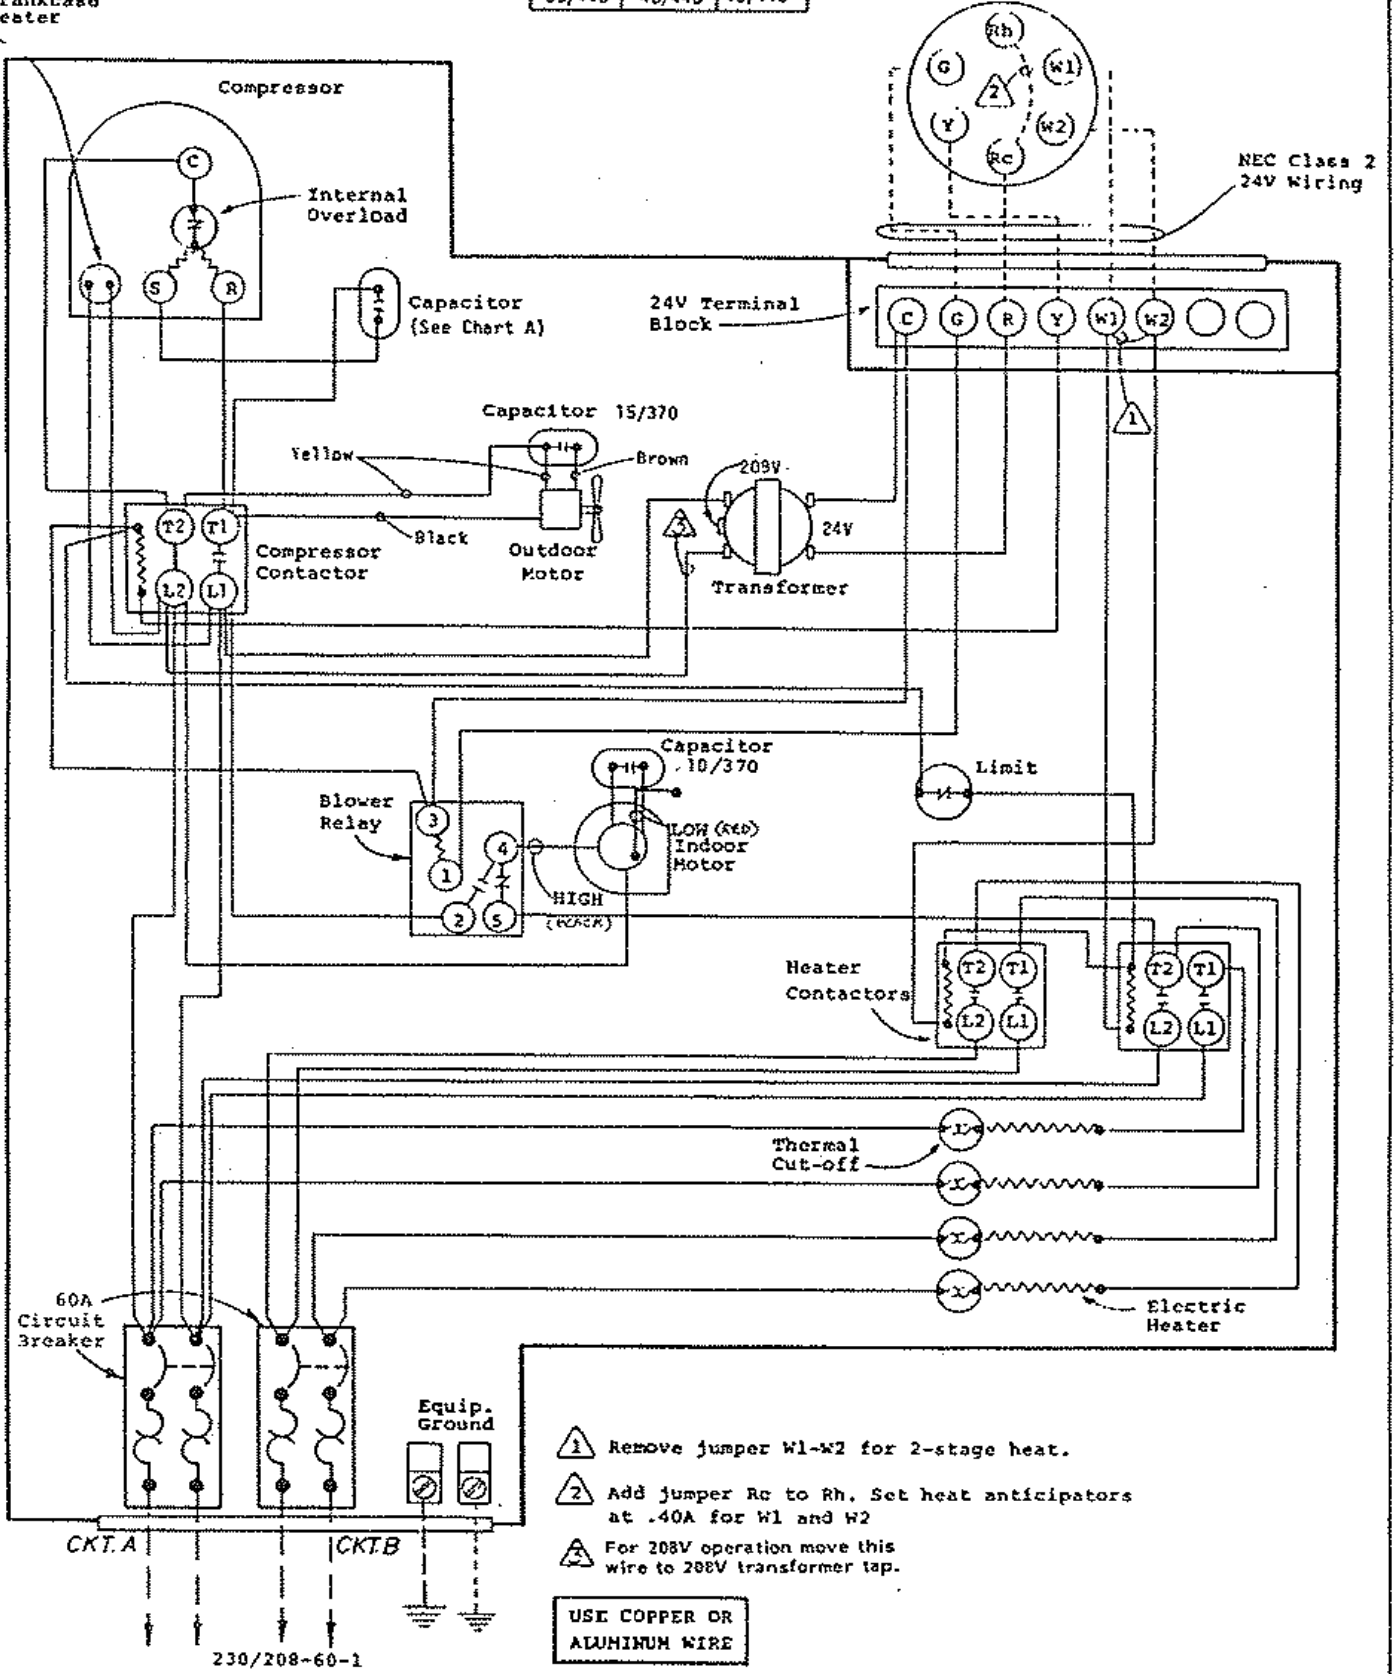 eater
Compressor
C
Internal
Overload
S
R
Capacitor
(See Chart A)
Rh
G
W1
2
Y
W2
Rc
NEC Class 2
24V Wiring
24V Terminal
Block
C
G
R
Y
W1
W2
1
Capacitor 15/370
Yellow
Brown
Black
Outdoor
Motor
208V
3
24V
Transformer
T2
T1
L2
L1
Compressor
Contactor
Capacitor
10/370
Limit
Blower
Relay
3
1
4
2
5
HIGH
(BLACK)
LOW (RED)
Indoor
Motor
Heater
Contactors
T2
T1
L2
L1
T2
T1
L2
L1
Thermal
Cut-off
Electric
Heater
60A
Circuit
Breaker
Equip.
Ground
CKT. A
CKT.B
230/208-60-1
1 Remove jumper W1-W2 for 2-stage heat.
2 Add jumper Rc to Rh. Set heat anticipators
at .40A for W1 and W2
3 For 208V operation move this
wire to 208V transformer tap.
USE COPPER OR
ALUMINUM WIRE